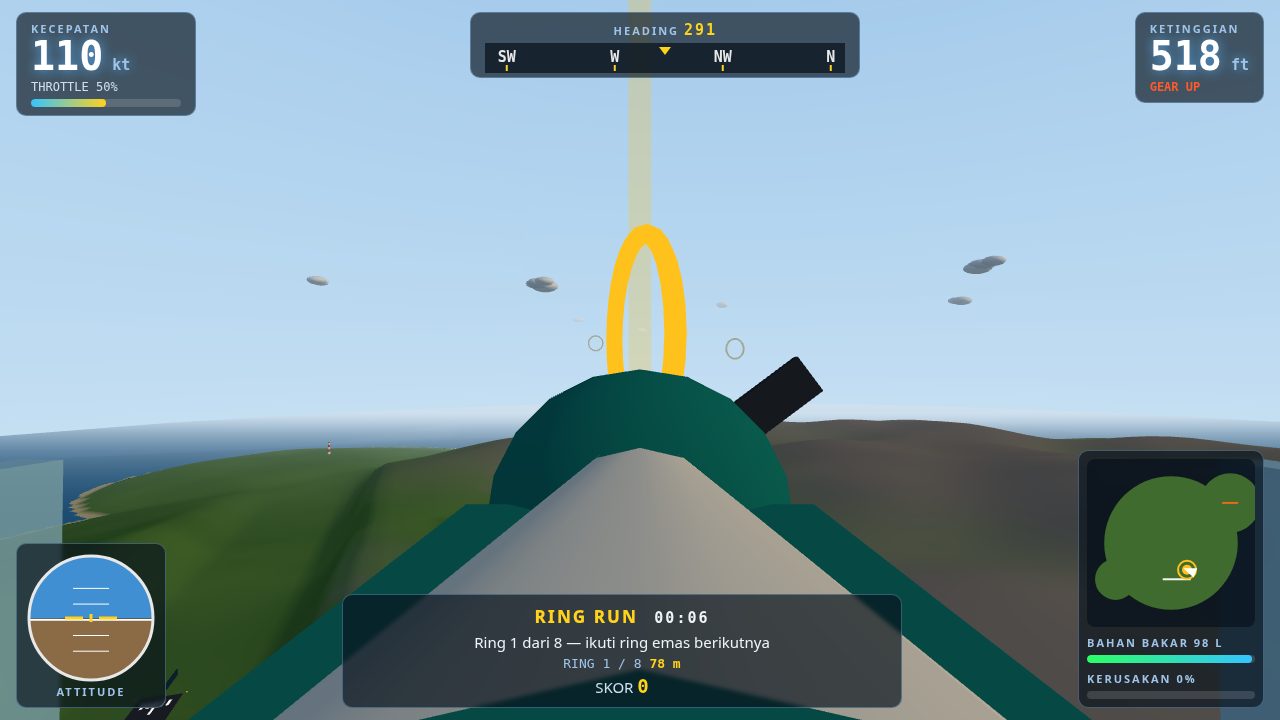 KECEPATAN
110 kt
THROTTLE 50%
HEADING 291
SW W NW N
KETINGGIAN
518 ft
GEAR UP
ATTITUDE
RING RUN 00:06
Ring 1 dari 8 — ikuti ring emas berikutnya
RING 1 / 8 78 m
SKOR 0
BAHAN BAKAR 98 L
KERUSAKAN 0%